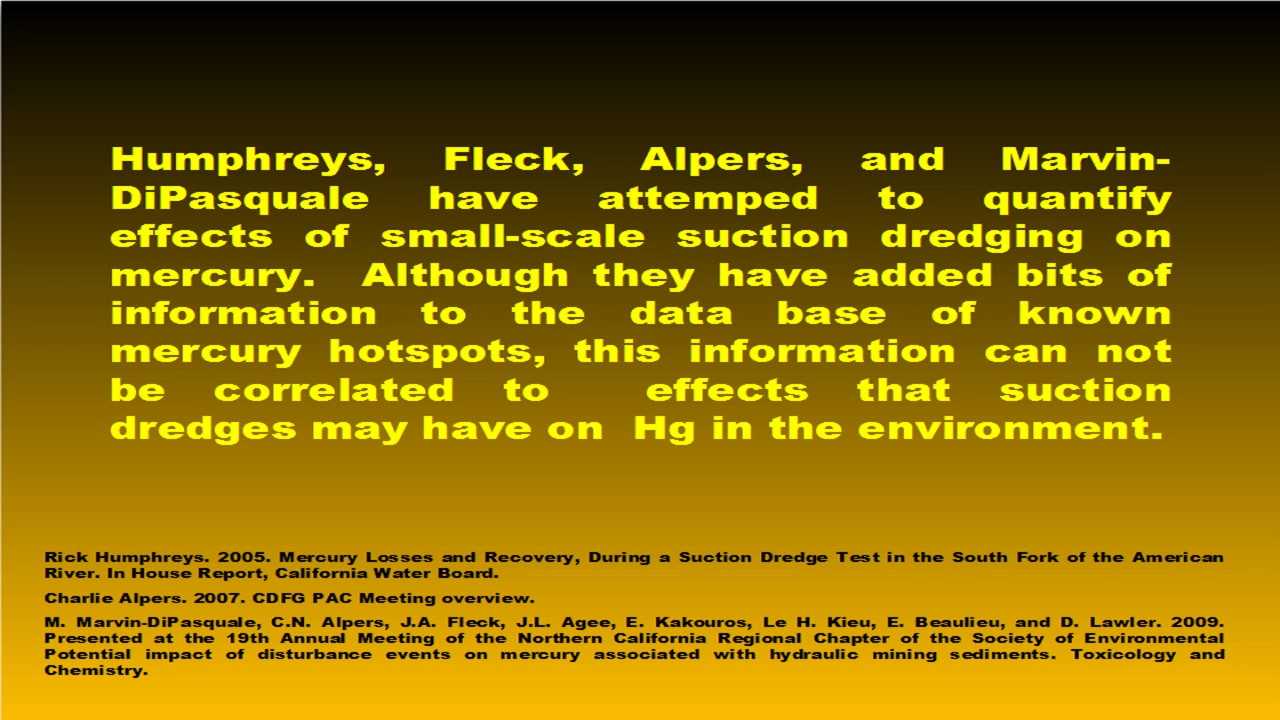 Humphreys, Fleck, Alpers, and Marvin-
DiPasquale have attemped to quantify
effects of small-scale suction dredging on
mercury. Although they have added bits of
information to the data base of known
mercury hotspots, this information can not
be correlated to effects that suction
dredges may have on Hg in the environment.
Rick Humphreys. 2005. Mercury Losses and Recovery, During a Suction Dredge Test in the South Fork of the American
River. In House Report, California Water Board.
Charlie Alpers. 2007. CDFG PAC Meeting overview.
M. Marvin-DiPasquale, C.N. Alpers, J.A. Fleck, J.L. Agee, E. Kakouros, Le H. Kieu, E. Beaulieu, and D. Lawler. 2009.
Presented at the 19th Annual Meeting of the Northern California Regional Chapter of the Society of Environmental
Potential impact of disturbance events on mercury associated with hydraulic mining sediments. Toxicology and
Chemistry.